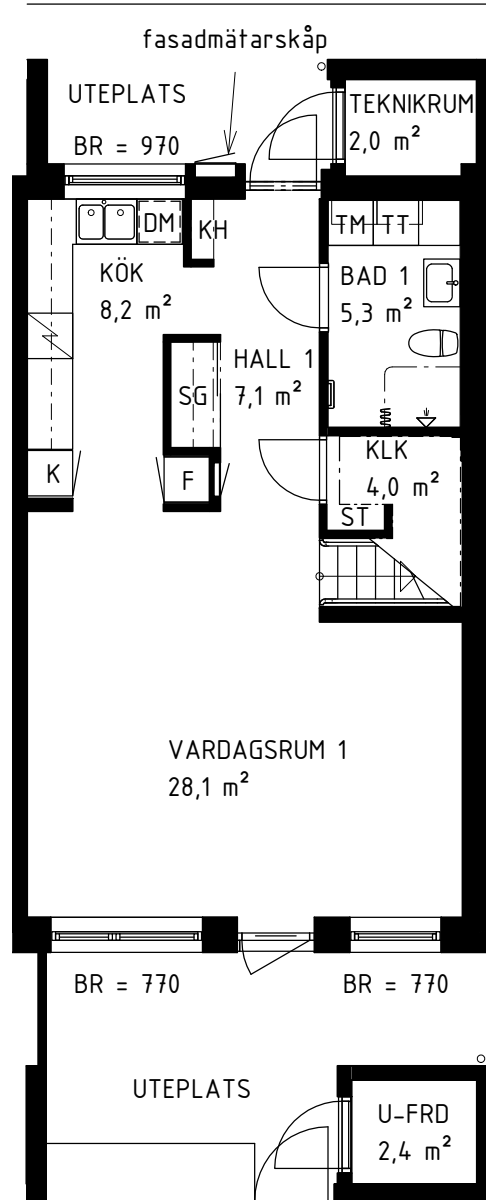 fasadmätarskåp
UTEPLATS
TEKNIKRUM
2,0 m²
BR = 970
DM
KH
TM
TT
KÖK
8,2 m²
BAD 1
5,3 m²
HALL 1
7,1 m²
SG
K
F
KLK
4,0 m²
ST
VARDAGSRUM 1
28,1 m²
BR = 770
BR = 770
UTEPLATS
U-FRD
2,4 m²